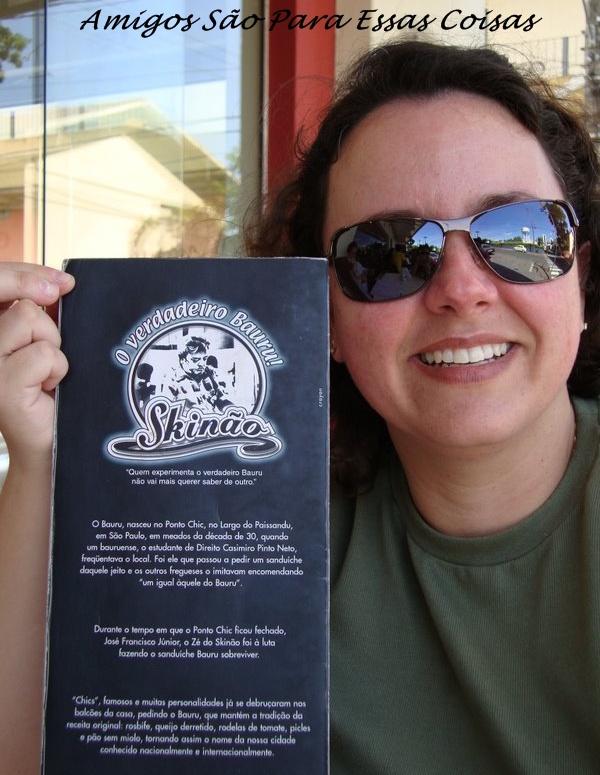 Amigos São Para Essas Coisas
O verdadeiro Bauru!
Skinão
crayon
"Quem experimenta o verdadeiro Bauru
não vai mais querer saber de outro."
O Bauru, nasceu no Ponto Chic, no Largo do Paissandu,
em São Paulo, em meados da década de 30, quando
um bauruense, o estudante de Direito Casimiro Pinto Neto,
freqüentava o local. Foi ele que passou a pedir um sanduiche
daquele jeito e os outros fregueses o imitavam encomendando
"um igual àquele do Bauru".
Durante o tempo em que o Ponto Chic ficou fechado,
José Francisco Júnior, o Zé do Skinão foi à luta
fazendo o sanduíche Bauru sobreviver.
"Chics", famosos e muitas personalidades já se debruçaram nos
balcões da casa, pedindo o Bauru, que mantém a tradição da
receita original: rosbife, queijo derretido, rodelas de tomate, picles
e pão sem miolo, tornando assim o nome da nossa cidade
conhecido nacionalmente e internacionalmente.